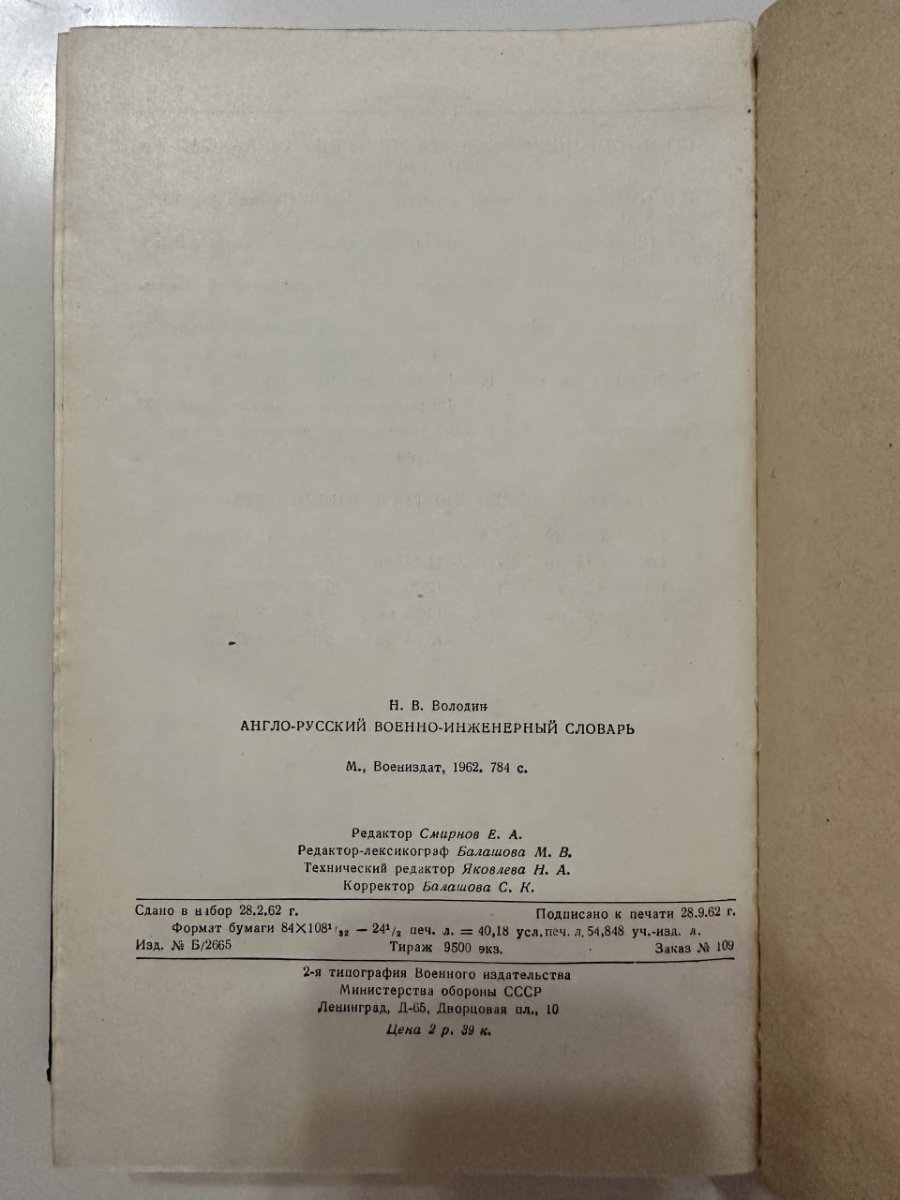 Н. В. Володин
АНГЛО-РУССКИЙ ВОЕННО-ИНЖЕНЕРНЫЙ СЛОВАРЬ
М., Воениздат, 1962. 784 с.
Редактор Смирнов Е. А.
Редактор-лексикограф Балашова М. В.
Технический редактор Яковлева Н. А.
Корректор Балашова С. К.
Сдано в набор 28.2.62 г. Подписано к печати 28.9.62 г.
Формат бумаги 84×108¹/₃₂ — 24¹/₂ печ. л. = 40,18 усл. печ. л. 54,848 уч.-изд. л.
Изд. № Б/2665 Тираж 9500 экз. Заказ № 109
2-я типография Военного издательства
Министерства обороны СССР
Ленинград, Д-65, Дворцовая пл., 10
Цена 2 р. 39 к.